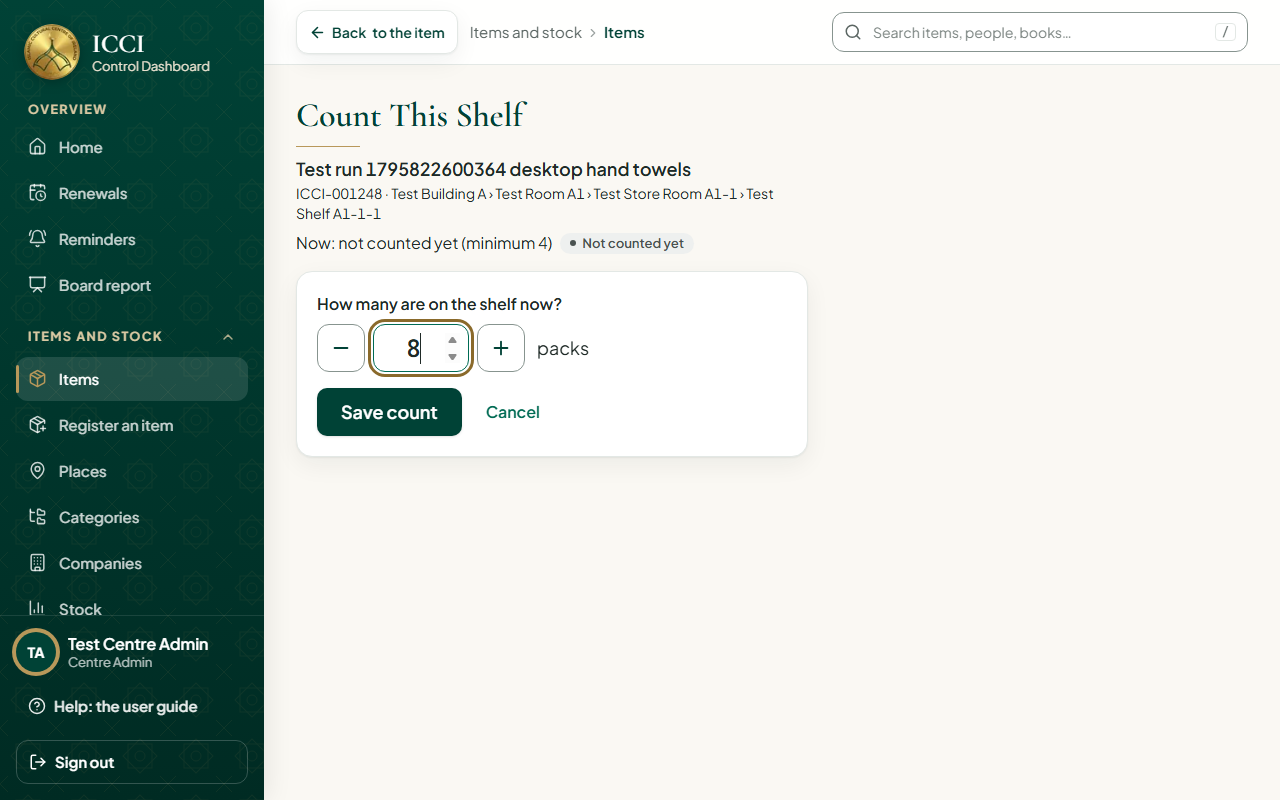 ICCI
Control Dashboard
OVERVIEW
Home
Renewals
Reminders
Board report
ITEMS AND STOCK
Items
Register an item
Places
Categories
Companies
Stock
TA
Test Centre Admin
Centre Admin
Help: the user guide
Sign out
Back to the item
Items and stock › Items
Search items, people, books...
/
Count This Shelf
Test run 1795822600364 desktop hand towels
ICCI-001248 · Test Building A › Test Room A1 › Test Store Room A1-1 › Test
Shelf A1-1-1
Now: not counted yet (minimum 4)
Not counted yet
How many are on the shelf now?
8
packs
Save count
Cancel